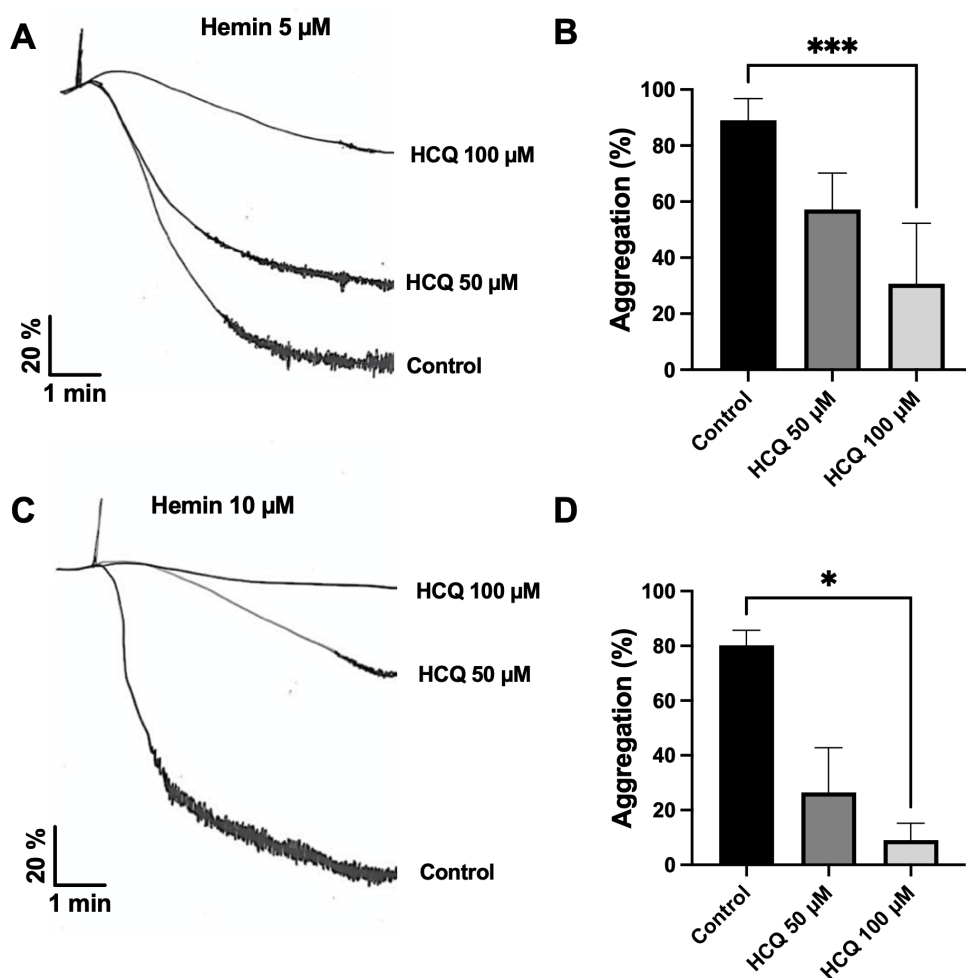 A
Hemin 5 µM
HCQ 100 µM
HCQ 50 µM
Control
20 %
1 min
B
***
Aggregation (%)
100
80
60
40
20
0
Control
HCQ 50 µM
HCQ 100 µM
C
Hemin 10 µM
HCQ 100 µM
HCQ 50 µM
Control
20 %
1 min
D
*
Aggregation (%)
100
80
60
40
20
0
Control
HCQ 50 µM
HCQ 100 µM